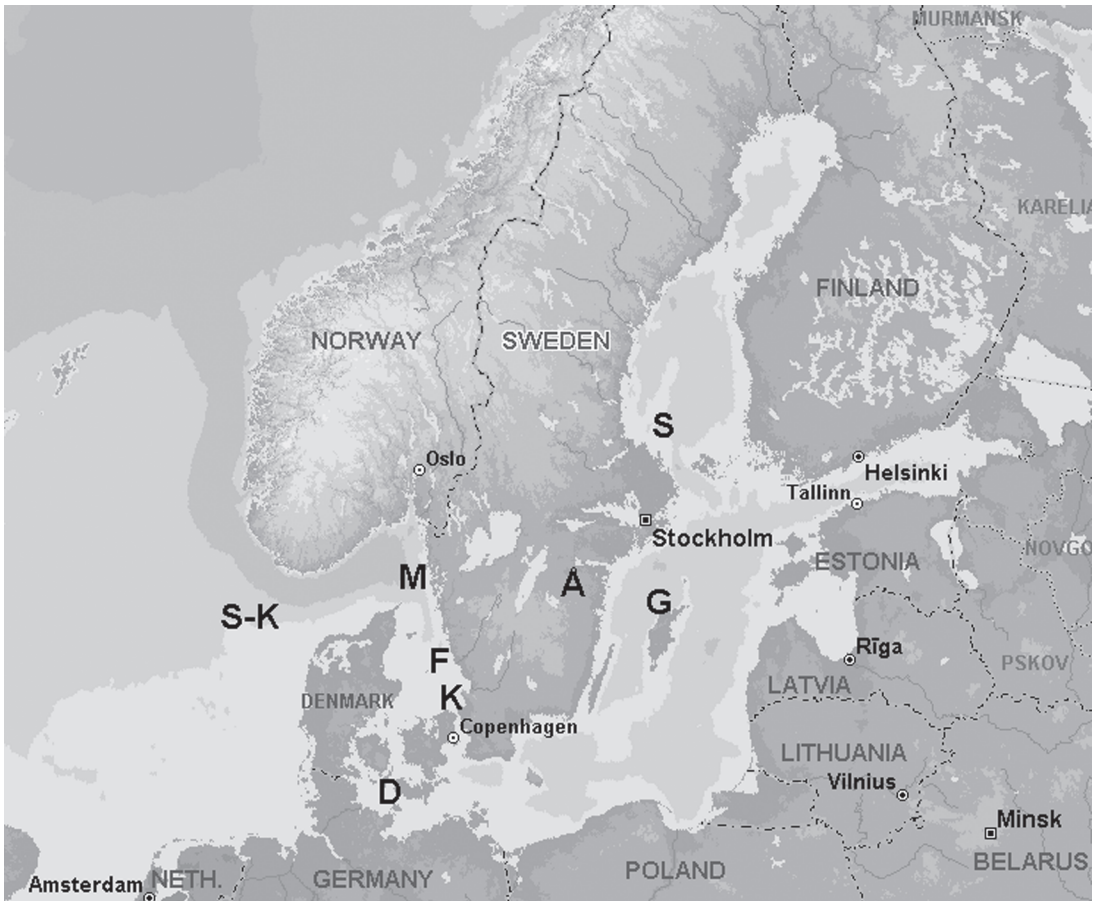 MURMANSK
KARELIA
FINLAND
NORWAY
SWEDEN
S
Oslo
Helsinki
Tallinn
Stockholm
NOVGO
ESTONIA
M
A
G
S-K
Rīga
F
PSKOV
K
LATVIA
DENMARK
Copenhagen
LITHUANIA
Vilnius
D
Minsk
BELARUS
POLAND
Amsterdam
NETH.
GERMANY